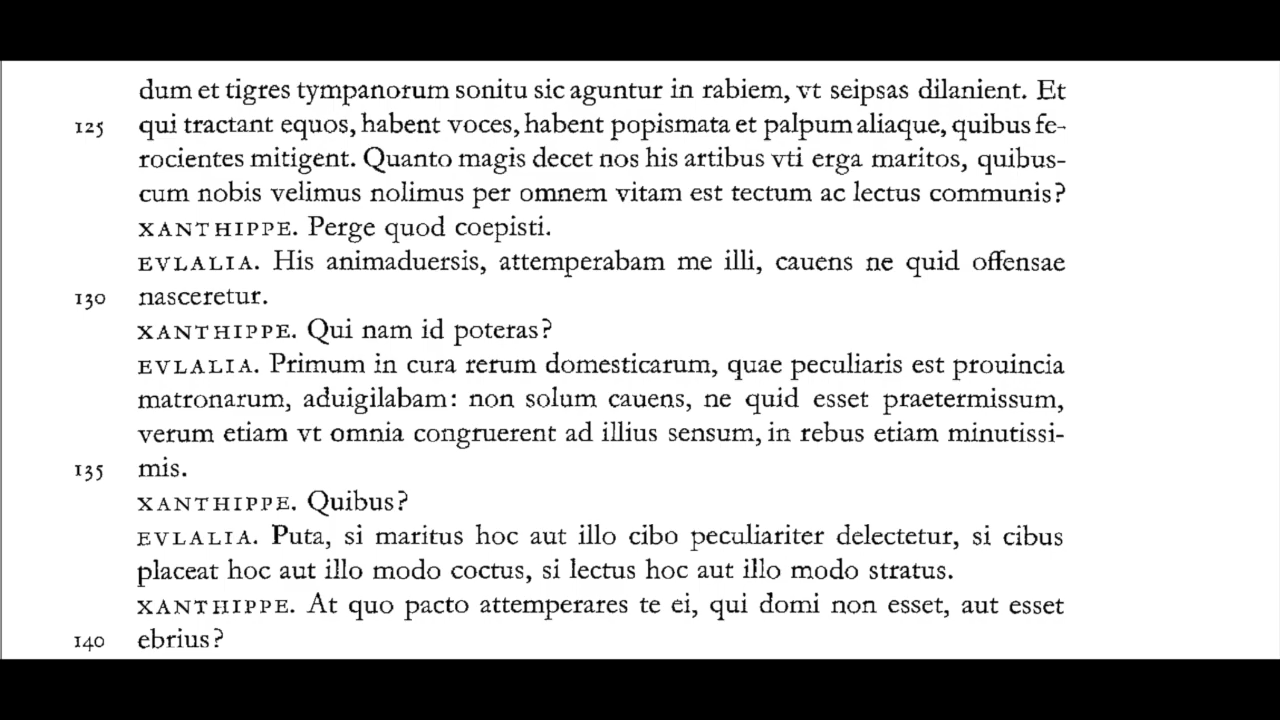 dum et tigres tympanorum sonitu sic aguntur in rabiem, vt seipsas dilanient. Et
125 qui tractant equos, habent voces, habent popismata et palpum aliaque, quibus fe-
rocientes mitigent. Quanto magis decet nos his artibus vti erga maritos, quibus-
cum nobis velimus nolimus per omnem vitam est tectum ac lectus communis?
XANTHIPPE. Perge quod coepisti.
EVLALIA. His animaduersis, attemperabam me illi, cauens ne quid offensae
130 nasceretur.
XANTHIPPE. Qui nam id poteras?
EVLALIA. Primum in cura rerum domesticarum, quae peculiaris est prouincia
matronarum, aduigilabam: non solum cauens, ne quid esset praetermissum,
verum etiam vt omnia congruerent ad illius sensum, in rebus etiam minutissi-
135 mis.
XANTHIPPE. Quibus?
EVLALIA. Puta, si maritus hoc aut illo cibo peculiariter delectetur, si cibus
placeat hoc aut illo modo coctus, si lectus hoc aut illo modo stratus.
XANTHIPPE. At quo pacto attemperares te ei, qui domi non esset, aut esset
140 ebrius?